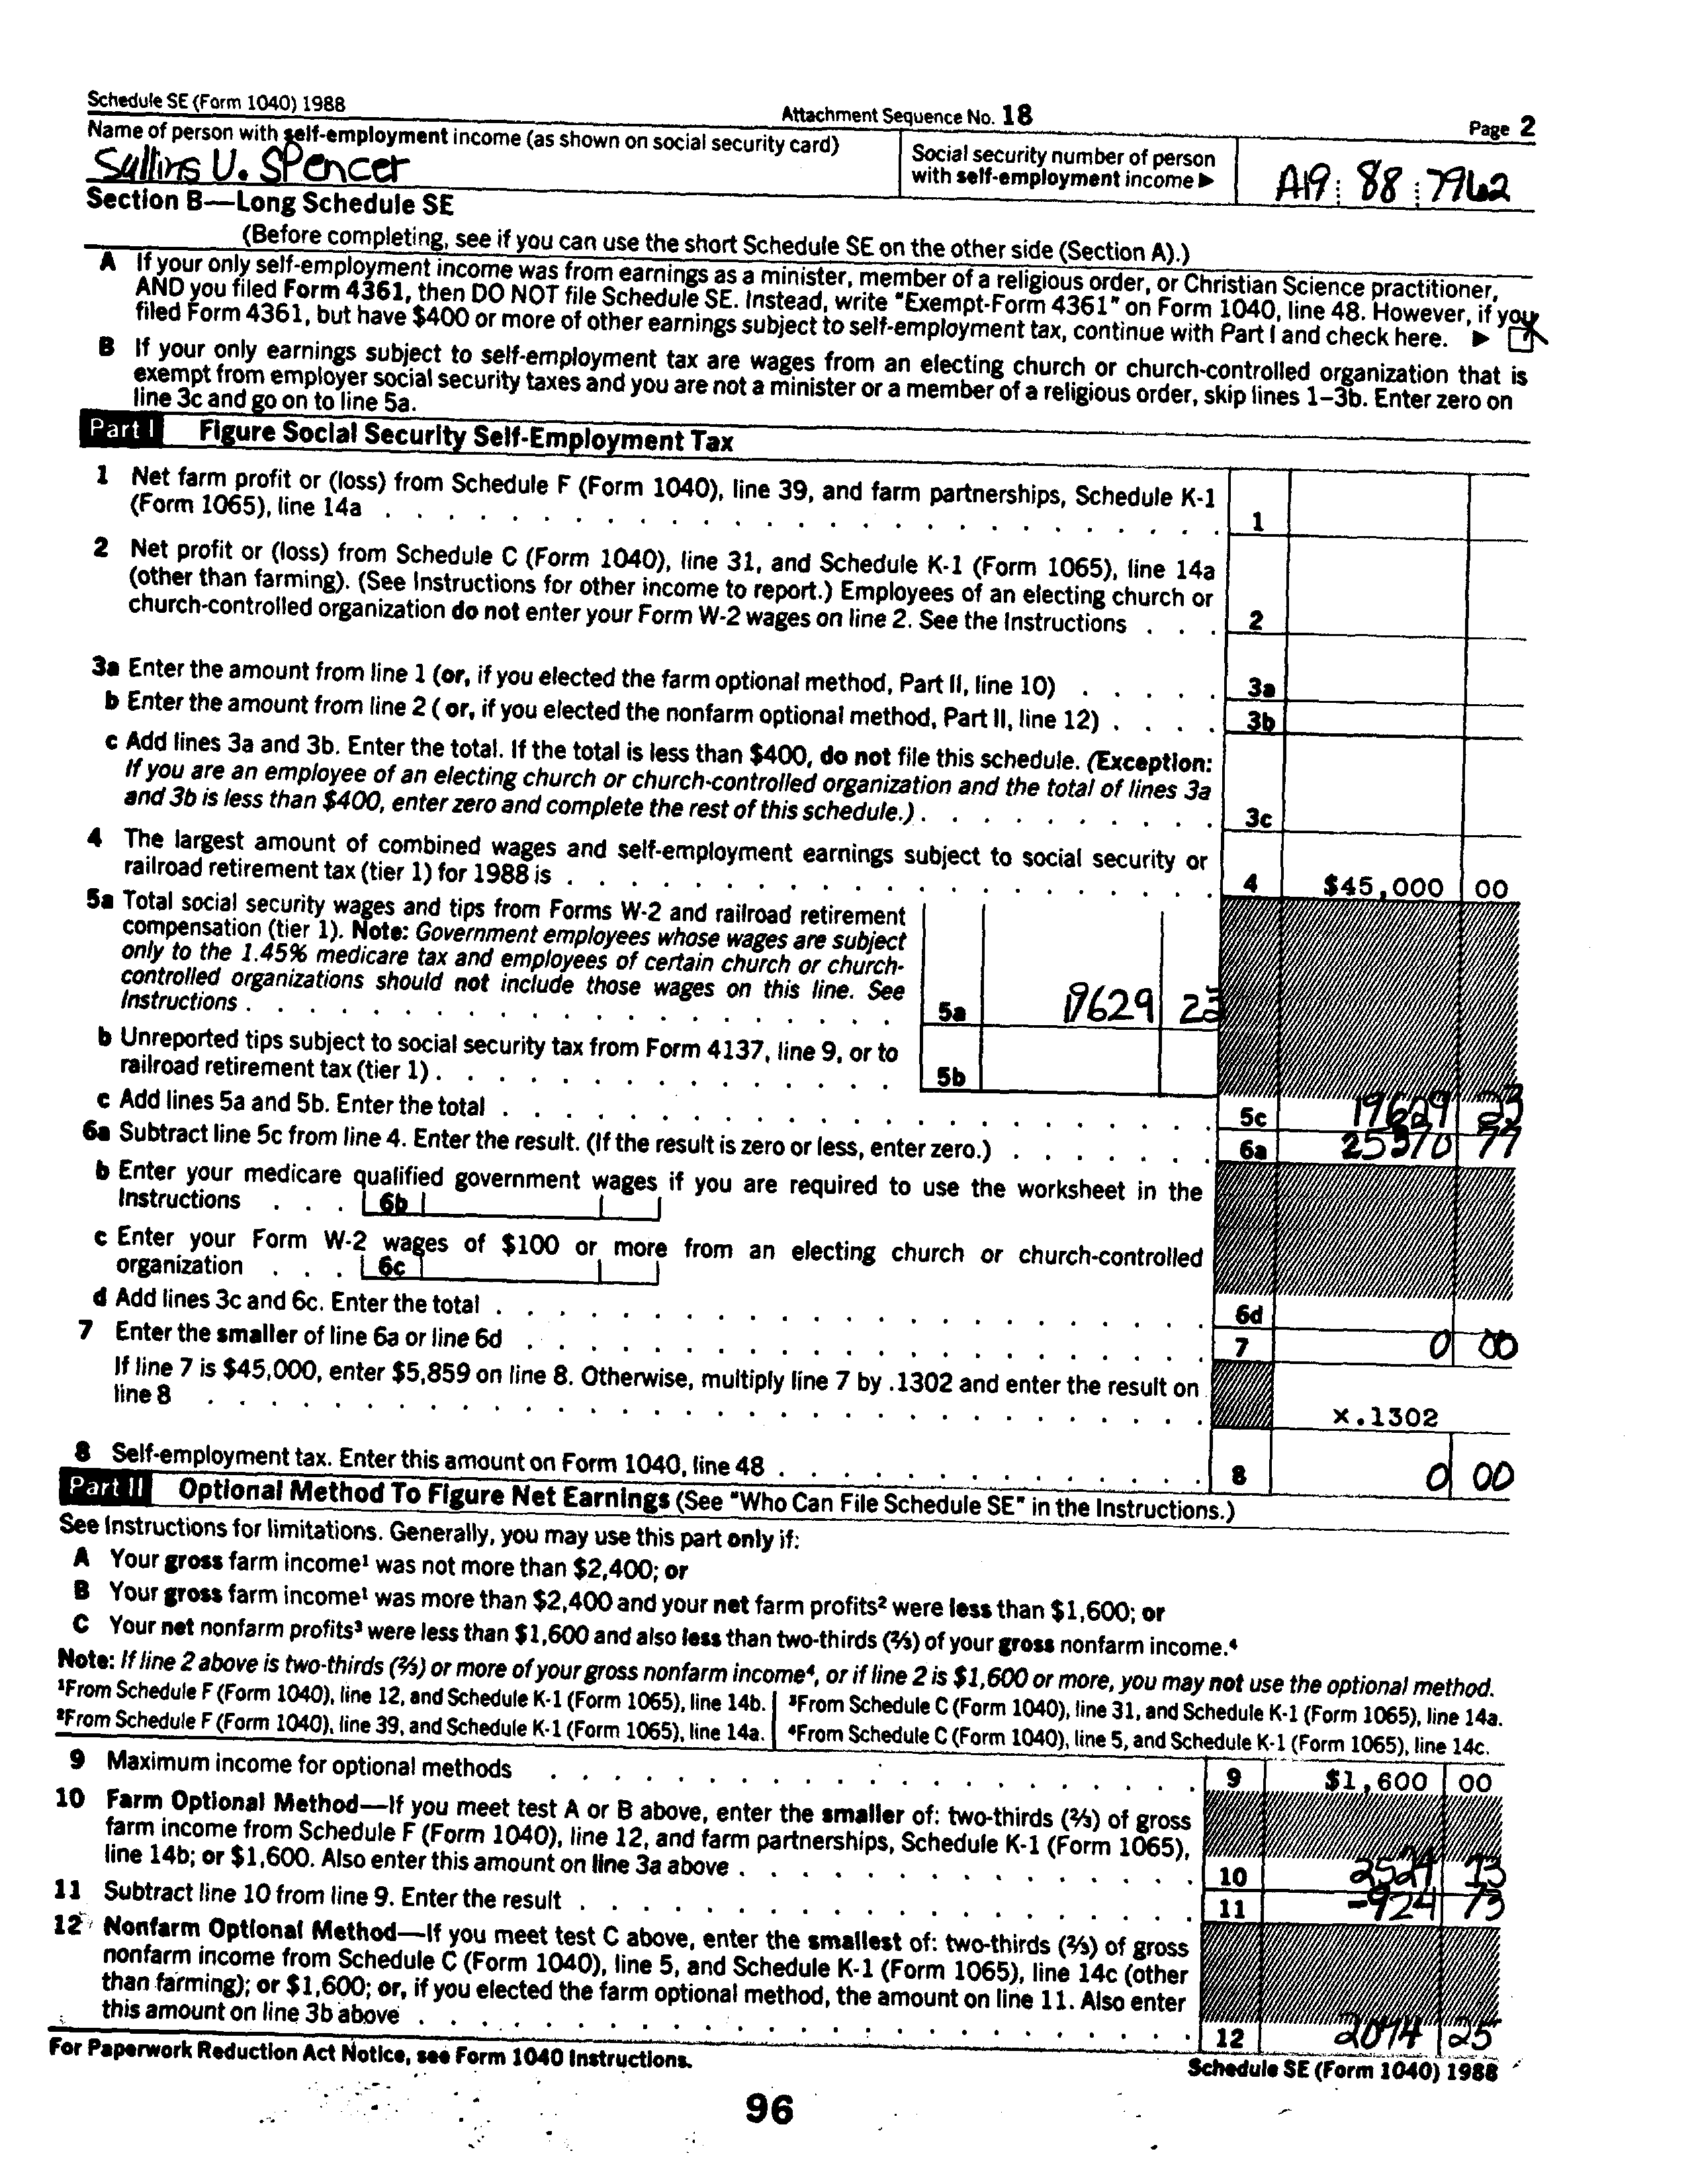 Schedule SE (Form 1040) 1988 Attachment Sequence No. 18 Page 2
Name of person with self-employment income (as shown on social security card)
Sullins U. Spencer
Social security number of person
with self-employment income ▶ A19 88 7962
Section B—Long Schedule SE
(Before completing, see if you can use the short Schedule SE on the other side (Section A).)
A If your only self-employment income was from earnings as a minister, member of a religious order, or Christian Science practitioner,
AND you filed Form 4361, then DO NOT file Schedule SE. Instead, write "Exempt-Form 4361" on Form 1040, line 48. However, if you
filed Form 4361, but have $400 or more of other earnings subject to self-employment tax, continue with Part I and check here. ▶
B If your only earnings subject to self-employment tax are wages from an electing church or church-controlled organization that is
exempt from employer social security taxes and you are not a minister or a member of a religious order, skip lines 1–3b. Enter zero on
line 3c and go on to line 5a.
Part I Figure Social Security Self-Employment Tax
1 Net farm profit or (loss) from Schedule F (Form 1040), line 39, and farm partnerships, Schedule K-1
(Form 1065), line 14a 1
2 Net profit or (loss) from Schedule C (Form 1040), line 31, and Schedule K-1 (Form 1065), line 14a
(other than farming). (See Instructions for other income to report.) Employees of an electing church or
church-controlled organization do not enter your Form W-2 wages on line 2. See the Instructions 2
3a Enter the amount from line 1 (or, if you elected the farm optional method, Part II, line 10) 3a
b Enter the amount from line 2 ( or, if you elected the nonfarm optional method, Part II, line 12) 3b
c Add lines 3a and 3b. Enter the total. If the total is less than $400, do not file this schedule. (Exception:
If you are an employee of an electing church or church-controlled organization and the total of lines 3a
and 3b is less than $400, enter zero and complete the rest of this schedule.) 3c
4 The largest amount of combined wages and self-employment earnings subject to social security or
railroad retirement tax (tier 1) for 1988 is 4 $45,000 00
5a Total social security wages and tips from Forms W-2 and railroad retirement
compensation (tier 1). Note: Government employees whose wages are subject
only to the 1.45% medicare tax and employees of certain church or church-
controlled organizations should not include those wages on this line. See
Instructions 5a 19629 23
b Unreported tips subject to social security tax from Form 4137, line 9, or to
railroad retirement tax (tier 1) 5b
c Add lines 5a and 5b. Enter the total 5c 19629 23
6a Subtract line 5c from line 4. Enter the result. (If the result is zero or less, enter zero.) 6a 25370 77
b Enter your medicare qualified government wages if you are required to use the worksheet in the
Instructions 6b
c Enter your Form W-2 wages of $100 or more from an electing church or church-controlled
organization 6c
d Add lines 3c and 6c. Enter the total 6d
7 Enter the smaller of line 6a or line 6d 7 0 00
If line 7 is $45,000, enter $5,859 on line 8. Otherwise, multiply line 7 by .1302 and enter the result on
line 8 x.1302
8 Self-employment tax. Enter this amount on Form 1040, line 48 8 0 00
Part II Optional Method To Figure Net Earnings (See "Who Can File Schedule SE" in the Instructions.)
See Instructions for limitations. Generally, you may use this part only if:
A Your gross farm income¹ was not more than $2,400; or
B Your gross farm income¹ was more than $2,400 and your net farm profits² were less than $1,600; or
C Your net nonfarm profits³ were less than $1,600 and also less than two-thirds (⅔) of your gross nonfarm income.⁴
Note: If line 2 above is two-thirds (⅔) or more of your gross nonfarm income⁴, or if line 2 is $1,600 or more, you may not use the optional method.
¹From Schedule F (Form 1040), line 12, and Schedule K-1 (Form 1065), line 14b. ³From Schedule C (Form 1040), line 31, and Schedule K-1 (Form 1065), line 14a.
²From Schedule F (Form 1040), line 39, and Schedule K-1 (Form 1065), line 14a. ⁴From Schedule C (Form 1040), line 5, and Schedule K-1 (Form 1065), line 14c.
9 Maximum income for optional methods 9 $1,600 00
10 Farm Optional Method—If you meet test A or B above, enter the smaller of: two-thirds (⅔) of gross
farm income from Schedule F (Form 1040), line 12, and farm partnerships, Schedule K-1 (Form 1065),
line 14b; or $1,600. Also enter this amount on line 3a above 10 2524 73
11 Subtract line 10 from line 9. Enter the result 11 -924 73
12 Nonfarm Optional Method—If you meet test C above, enter the smallest of: two-thirds (⅔) of gross
nonfarm income from Schedule C (Form 1040), line 5, and Schedule K-1 (Form 1065), line 14c (other
than farming); or $1,600; or, if you elected the farm optional method, the amount on line 11. Also enter
this amount on line 3b above 12 2074 25
For Paperwork Reduction Act Notice, see Form 1040 Instructions. Schedule SE (Form 1040) 1988
96